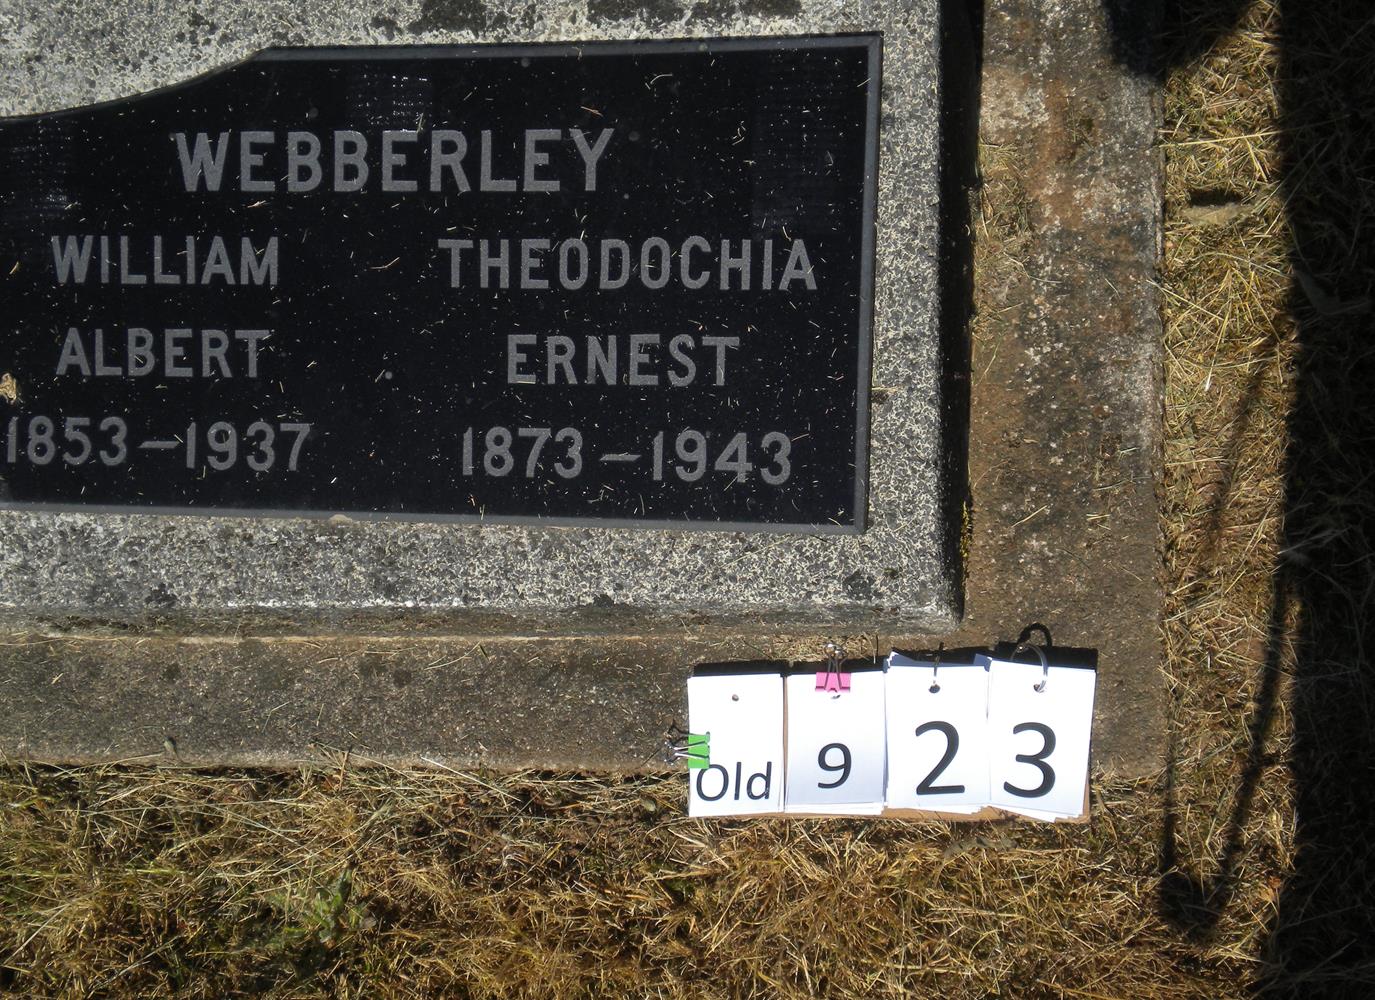 WEBBERLEY
WILLIAM
ALBERT
1853-1937
THEODOCHIA
ERNEST
1873-1943
Old 9 2 3